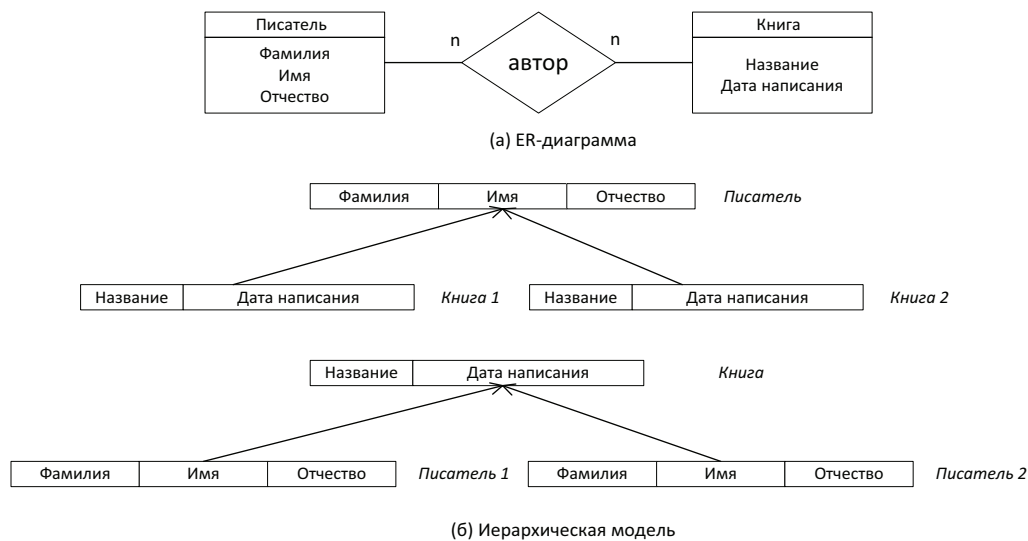 Писатель
Фамилия
Имя
Отчество
n
автор
n
Книга
Название
Дата написания
(а) ER-диаграмма
Фамилия Имя Отчество Писатель
Название Дата написания Книга 1 Название Дата написания Книга 2
Название Дата написания Книга
Фамилия Имя Отчество Писатель 1 Фамилия Имя Отчество Писатель 2
(б) Иерархическая модель